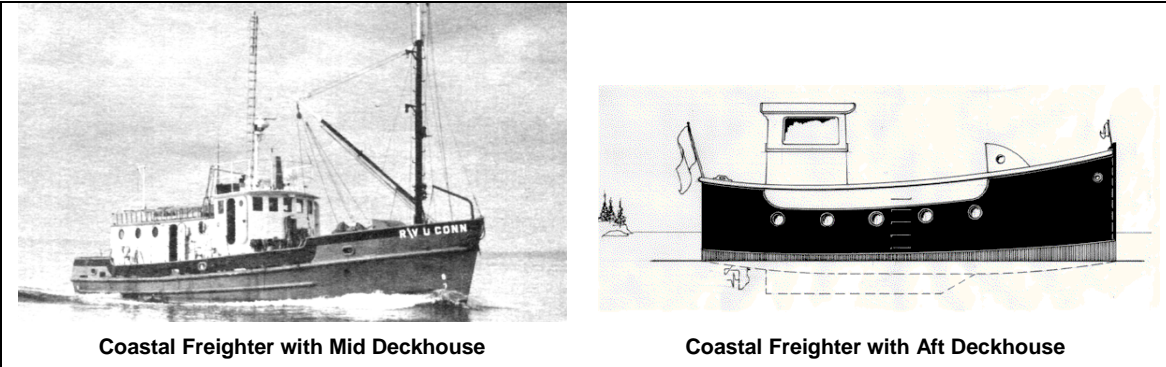 R/V U CONN
Coastal Freighter with Mid Deckhouse
Coastal Freighter with Aft Deckhouse